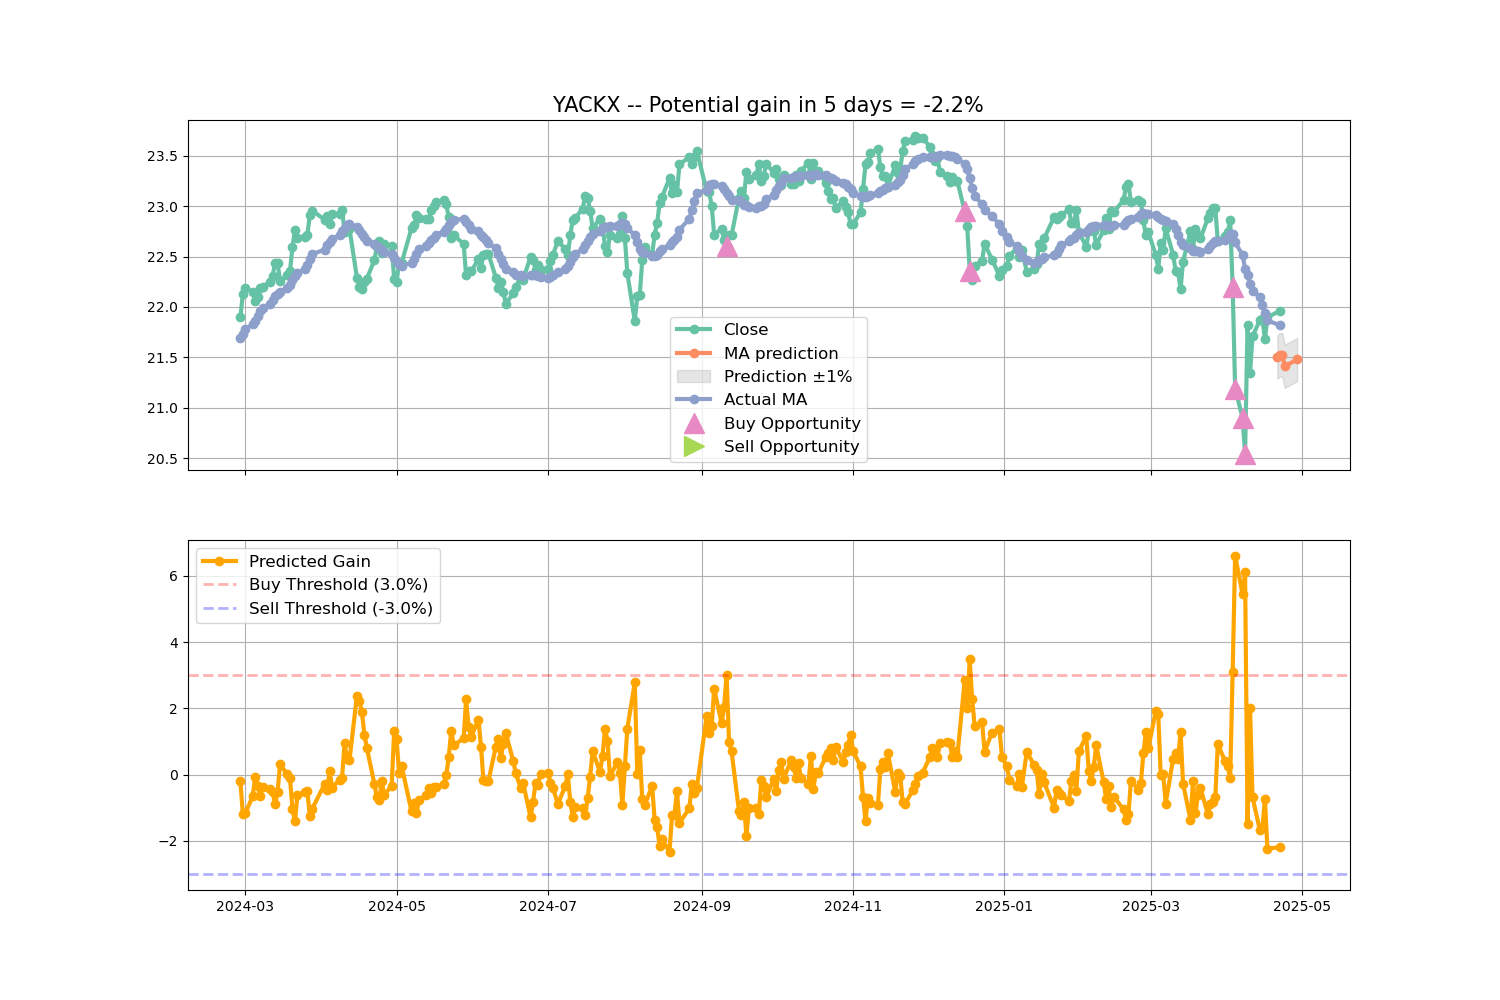 YACKX -- Potential gain in 5 days = -2.2%
23.5
23.0
22.5
22.0
21.5
21.0
20.5
Close
MA prediction
Prediction ±1%
Actual MA
Buy Opportunity
Sell Opportunity
Predicted Gain
Buy Threshold (3.0%)
Sell Threshold (-3.0%)
6
4
2
0
−2
2024-03
2024-05
2024-07
2024-09
2024-11
2025-01
2025-03
2025-05